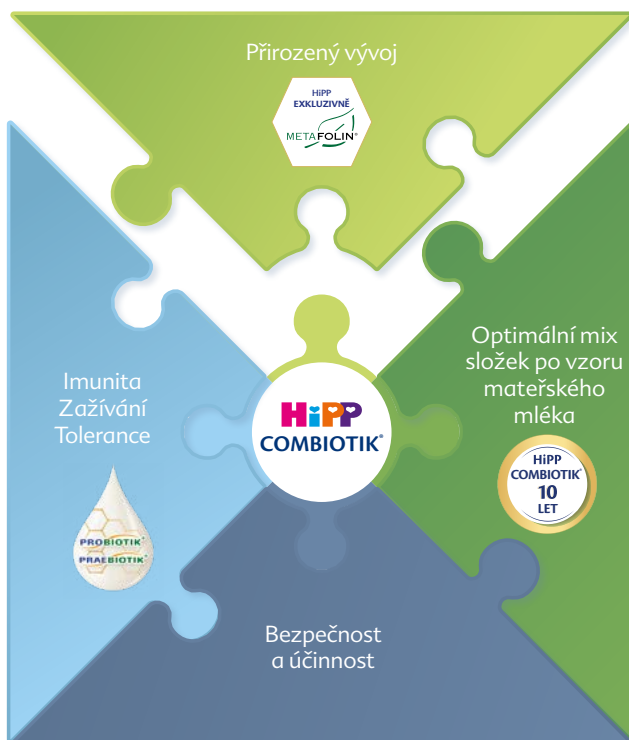 Přirozený vývoj
HiPP
EXKLUZIVNĚ
METAFOLIN®
Optimální mix
složek po vzoru
mateřského
mléka
HiPP
COMBIOTIK®
10
LET
Imunita
Zažívání
Tolerance
PROBIOTIK®
PRAEBIOTIK®
HiPP
COMBIOTIK®
Bezpečnost
a účinnost